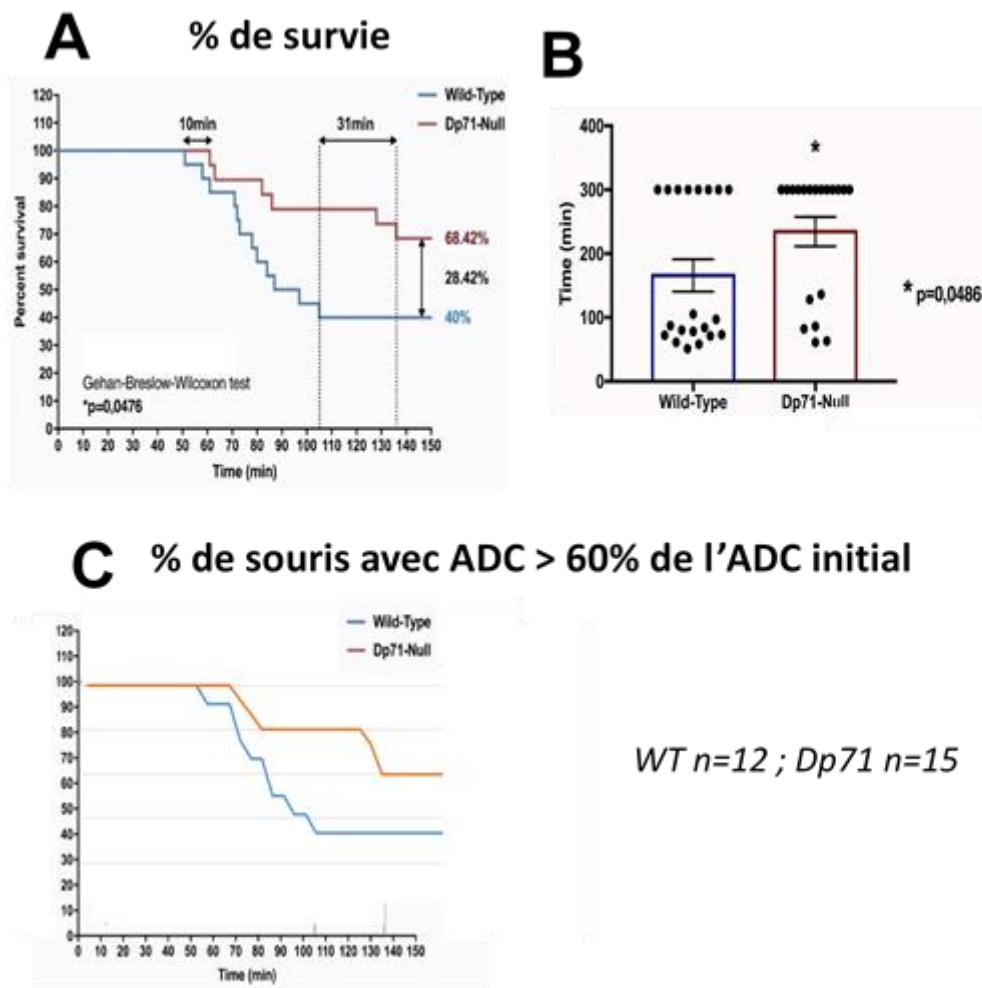 A % de survie
Wild-Type
Dp71-Null
10min
31min
Percent survival
120
110
100
90
80
70
60
50
40
30
20
10
0
68.42%
28.42%
40%
Gehan-Breslow-Wilcoxon test
*p=0,0476
0 10 20 30 40 50 60 70 80 90 100 110 120 130 140 150
Time (min)
B
Time (min)
400
300
200
100
0
*
* p=0,0486
Wild-Type Dp71-Null
C % de souris avec ADC > 60% de l'ADC initial
Wild-Type
Dp71-Null
120
110
100
90
80
70
60
50
40
30
20
10
0
0 10 20 30 40 50 60 70 80 90 100 110 120 130 140 150
Time (min)
WT n=12 ; Dp71 n=15